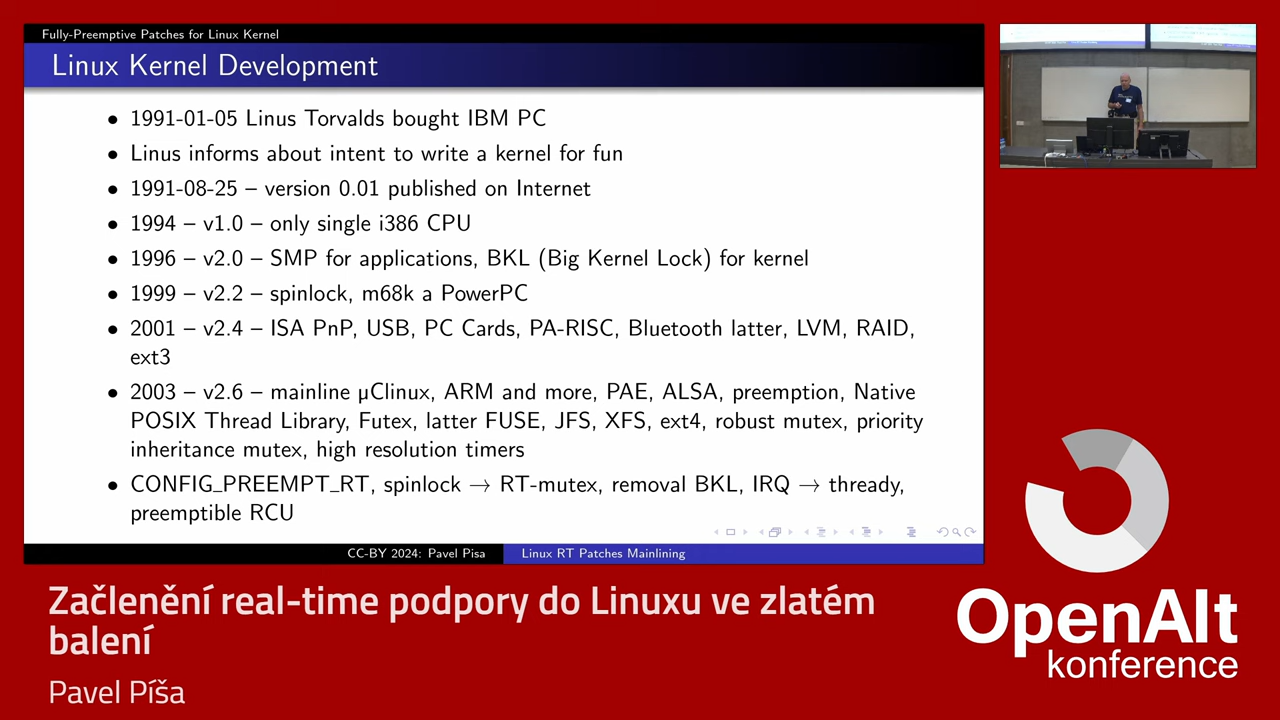 Fully-Preemptive Patches for Linux Kernel
Linux Kernel Development
• 1991-01-05 Linus Torvalds bought IBM PC
• Linus informs about intent to write a kernel for fun
• 1991-08-25 – version 0.01 published on Internet
• 1994 – v1.0 – only single i386 CPU
• 1996 – v2.0 – SMP for applications, BKL (Big Kernel Lock) for kernel
• 1999 – v2.2 – spinlock, m68k a PowerPC
• 2001 – v2.4 – ISA PnP, USB, PC Cards, PA-RISC, Bluetooth latter, LVM, RAID,
ext3
• 2003 – v2.6 – mainline µClinux, ARM and more, PAE, ALSA, preemption, Native
POSIX Thread Library, Futex, latter FUSE, JFS, XFS, ext4, robust mutex, priority
inheritance mutex, high resolution timers
• CONFIG_PREEMPT_RT, spinlock → RT-mutex, removal BKL, IRQ → thready,
preemptible RCU
CC-BY 2024: Pavel Pisa
Linux RT Patches Mainlining
Začlenění real-time podpory do Linuxu ve zlatém
balení
Pavel Píša
OpenAlt
konference